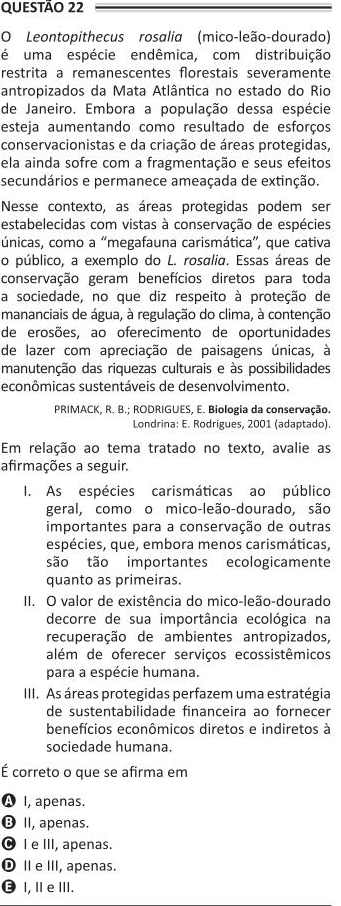 QUESTÃO 22
O Leontopithecus rosalia (mico-leão-dourado)
é uma espécie endêmica, com distribuição
restrita a remanescentes florestais severamente
antropizados da Mata Atlântica no estado do Rio
de Janeiro. Embora a população dessa espécie
esteja aumentando como resultado de esforços
conservacionistas e da criação de áreas protegidas,
ela ainda sofre com a fragmentação e seus efeitos
secundários e permanece ameaçada de extinção.
Nesse contexto, as áreas protegidas podem ser
estabelecidas com vistas à conservação de espécies
únicas, como a “megafauna carismática”, que cativa
o público, a exemplo do L. rosalia. Essas áreas de
conservação geram benefícios diretos para toda
a sociedade, no que diz respeito à proteção de
mananciais de água, à regulação do clima, à contenção
de erosões, ao oferecimento de oportunidades
de lazer com apreciação de paisagens únicas, à
manutenção das riquezas culturais e às possibilidades
econômicas sustentáveis de desenvolvimento.
PRIMACK, R. B.; RODRIGUES, E. Biologia da conservação.
Londrina: E. Rodrigues, 2001 (adaptado).
Em relação ao tema tratado no texto, avalie as
afirmações a seguir.
I. As espécies carismáticas ao público
geral, como o mico-leão-dourado, são
importantes para a conservação de outras
espécies, que, embora menos carismáticas,
são tão importantes ecologicamente
quanto as primeiras.
II. O valor de existência do mico-leão-dourado
decorre de sua importância ecológica na
recuperação de ambientes antropizados,
além de oferecer serviços ecossistêmicos
para a espécie humana.
III. As áreas protegidas perfazem uma estratégia
de sustentabilidade financeira ao fornecer
benefícios econômicos diretos e indiretos à
sociedade humana.
É correto o que se afirma em
A I, apenas.
B II, apenas.
C I e III, apenas.
D II e III, apenas.
E I, II e III.